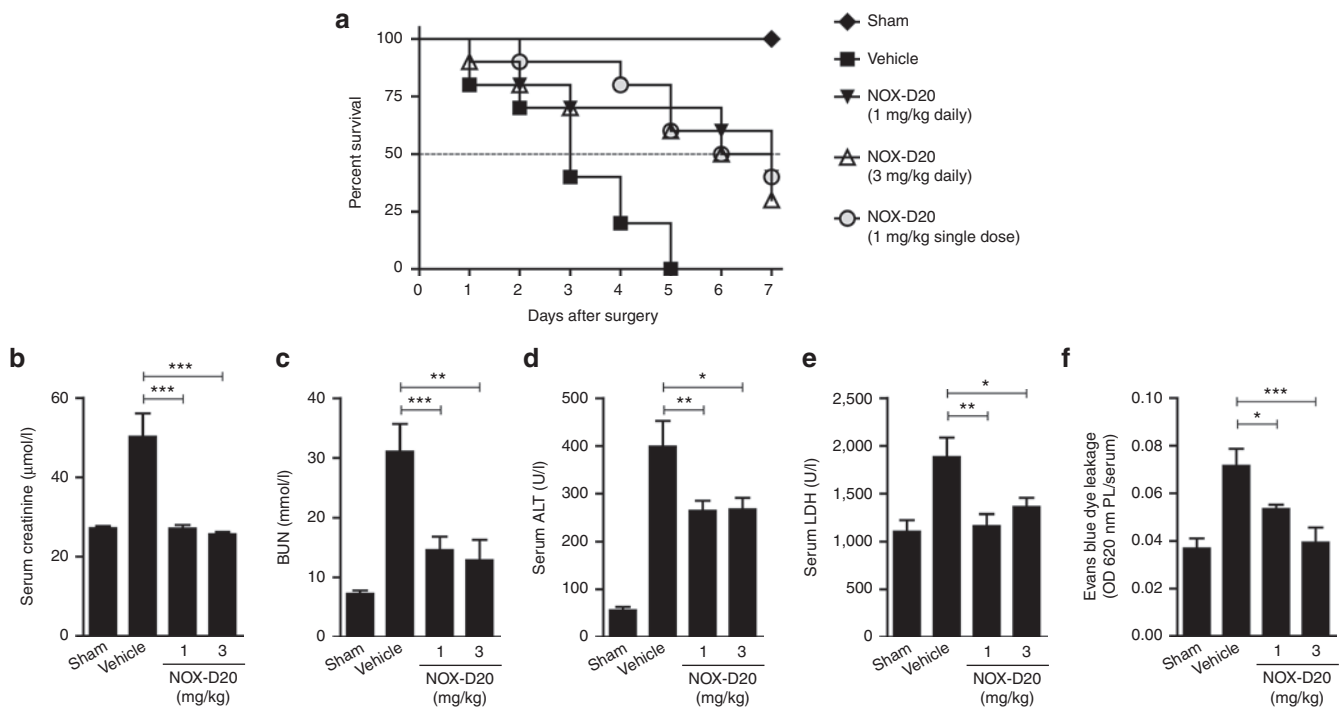 a
100
75
50
25
0
Percent survival
0 1 2 3 4 5 6 7
Days after surgery
Sham
Vehicle
NOX-D20
(1 mg/kg daily)
NOX-D20
(3 mg/kg daily)
NOX-D20
(1 mg/kg single dose)
b
***
***
60
40
20
0
Serum creatinine (µmol/l)
Sham
Vehicle
1 3
NOX-D20
(mg/kg)
c
**
***
40
30
20
10
0
BUN (mmol/l)
Sham
Vehicle
1 3
NOX-D20
(mg/kg)
d
*
**
500
400
300
200
100
0
Serum ALT (U/l)
Sham
Vehicle
1 3
NOX-D20
(mg/kg)
e
*
**
2,500
2,000
1,500
1,000
500
0
Serum LDH (U/l)
Sham
Vehicle
1 3
NOX-D20
(mg/kg)
f
***
*
0.10
0.08
0.06
0.04
0.02
0.00
Evans blue dye leakage
(OD 620 nm PL/serum)
Sham
Vehicle
1 3
NOX-D20
(mg/kg)